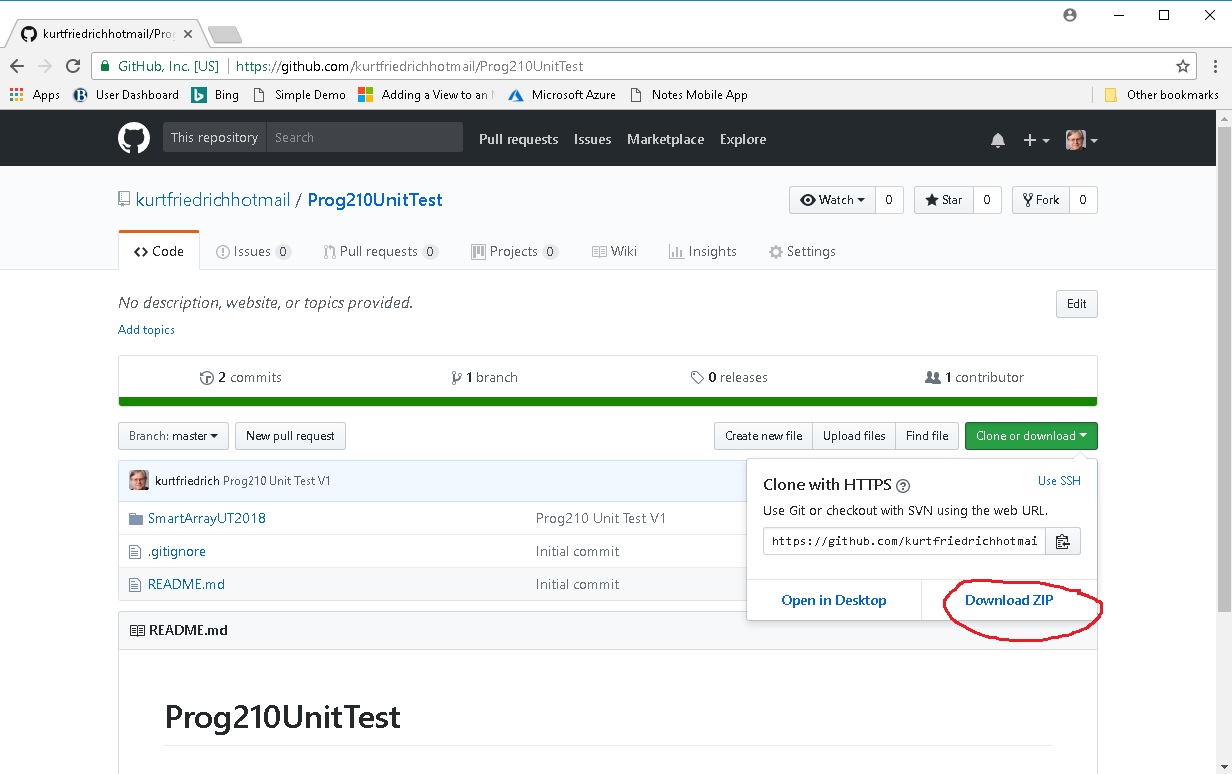 kurtfriedrichhotmail/Pro
GitHub, Inc. [US] https://github.com/kurtfriedrichhotmail/Prog210UnitTest
Apps User Dashboard Bing Simple Demo Adding a View to an Microsoft Azure Notes Mobile App Other bookmarks
This repository Search Pull requests Issues Marketplace Explore
kurtfriedrichhotmail / Prog210UnitTest Watch 0 Star 0 Fork 0
Code Issues 0 Pull requests 0 Projects 0 Wiki Insights Settings
No description, website, or topics provided. Edit
Add topics
2 commits 1 branch 0 releases 1 contributor
Branch: master New pull request Create new file Upload files Find file Clone or download
kurtfriedrich Prog210 Unit Test V1
SmartArrayUT2018 Prog210 Unit Test V1
.gitignore Initial commit
README.md Initial commit
Clone with HTTPS ? Use SSH
Use Git or checkout with SVN using the web URL.
https://github.com/kurtfriedrichhotmai
Open in Desktop Download ZIP
README.md
Prog210UnitTest